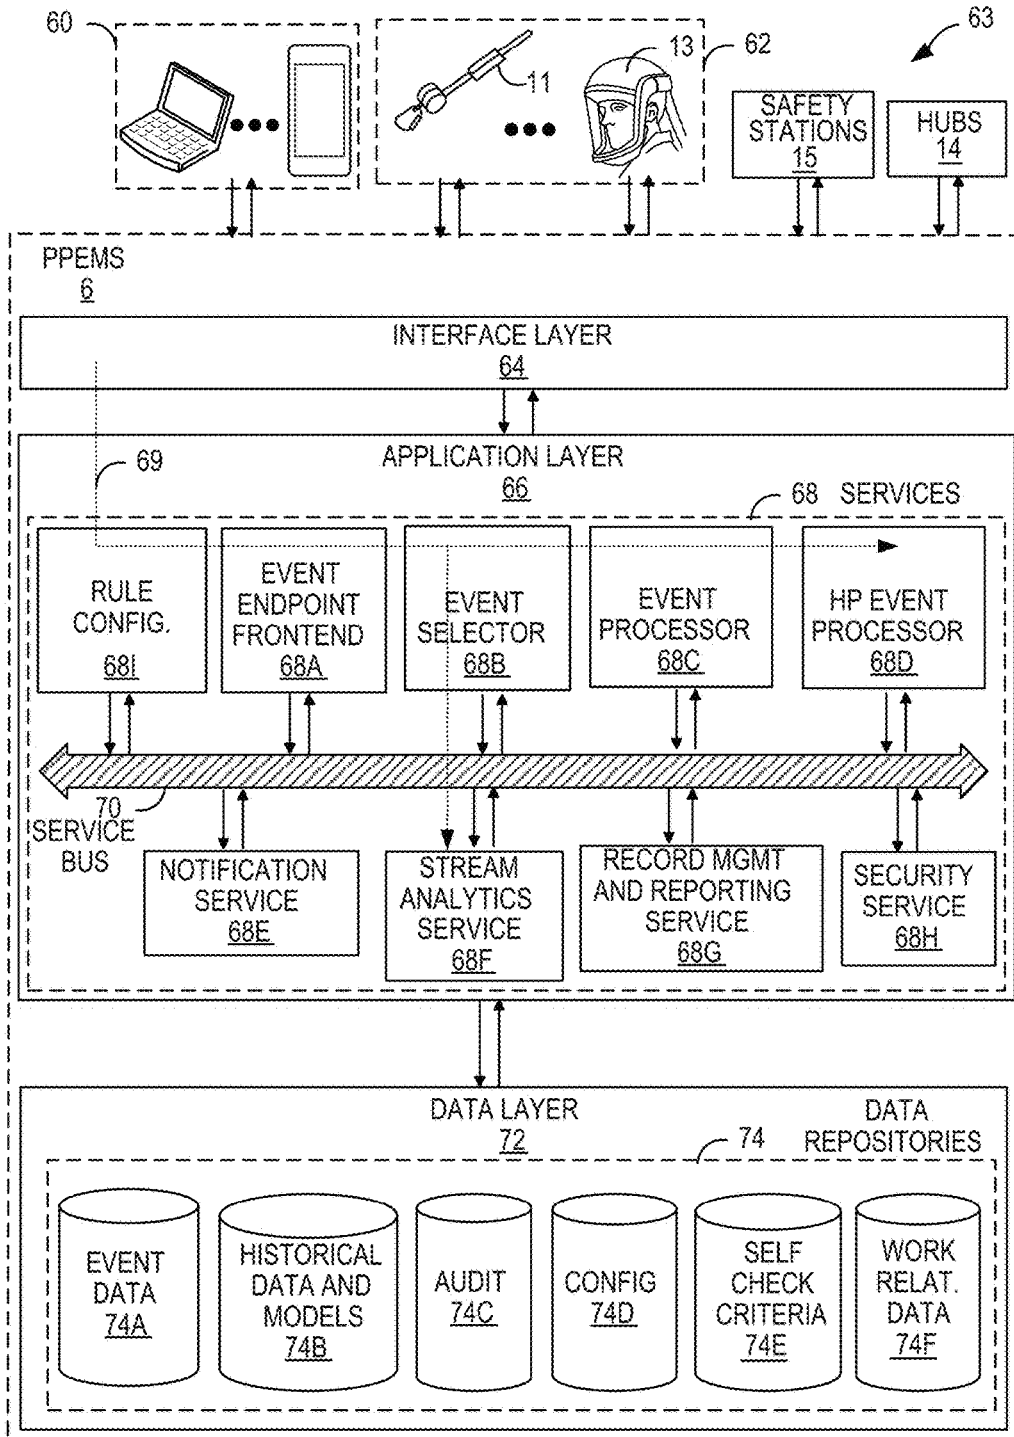 60
11
13
62
63
SAFETY
STATIONS
15
HUBS
14
PPEMS
6
INTERFACE LAYER
64
69
APPLICATION LAYER
66
68 SERVICES
RULE
CONFIG.
68I
EVENT
ENDPOINT
FRONTEND
68A
EVENT
SELECTOR
68B
EVENT
PROCESSOR
68C
HP EVENT
PROCESSOR
68D
70
SERVICE
BUS
NOTIFICATION
SERVICE
68E
STREAM
ANALYTICS
SERVICE
68F
RECORD MGMT
AND REPORTING
SERVICE
68G
SECURITY
SERVICE
68H
DATA LAYER
72
74
DATA
REPOSITORIES
EVENT
DATA
74A
HISTORICAL
DATA AND
MODELS
74B
AUDIT
74C
CONFIG
74D
SELF
CHECK
CRITERIA
74E
WORK
RELAT.
DATA
74F